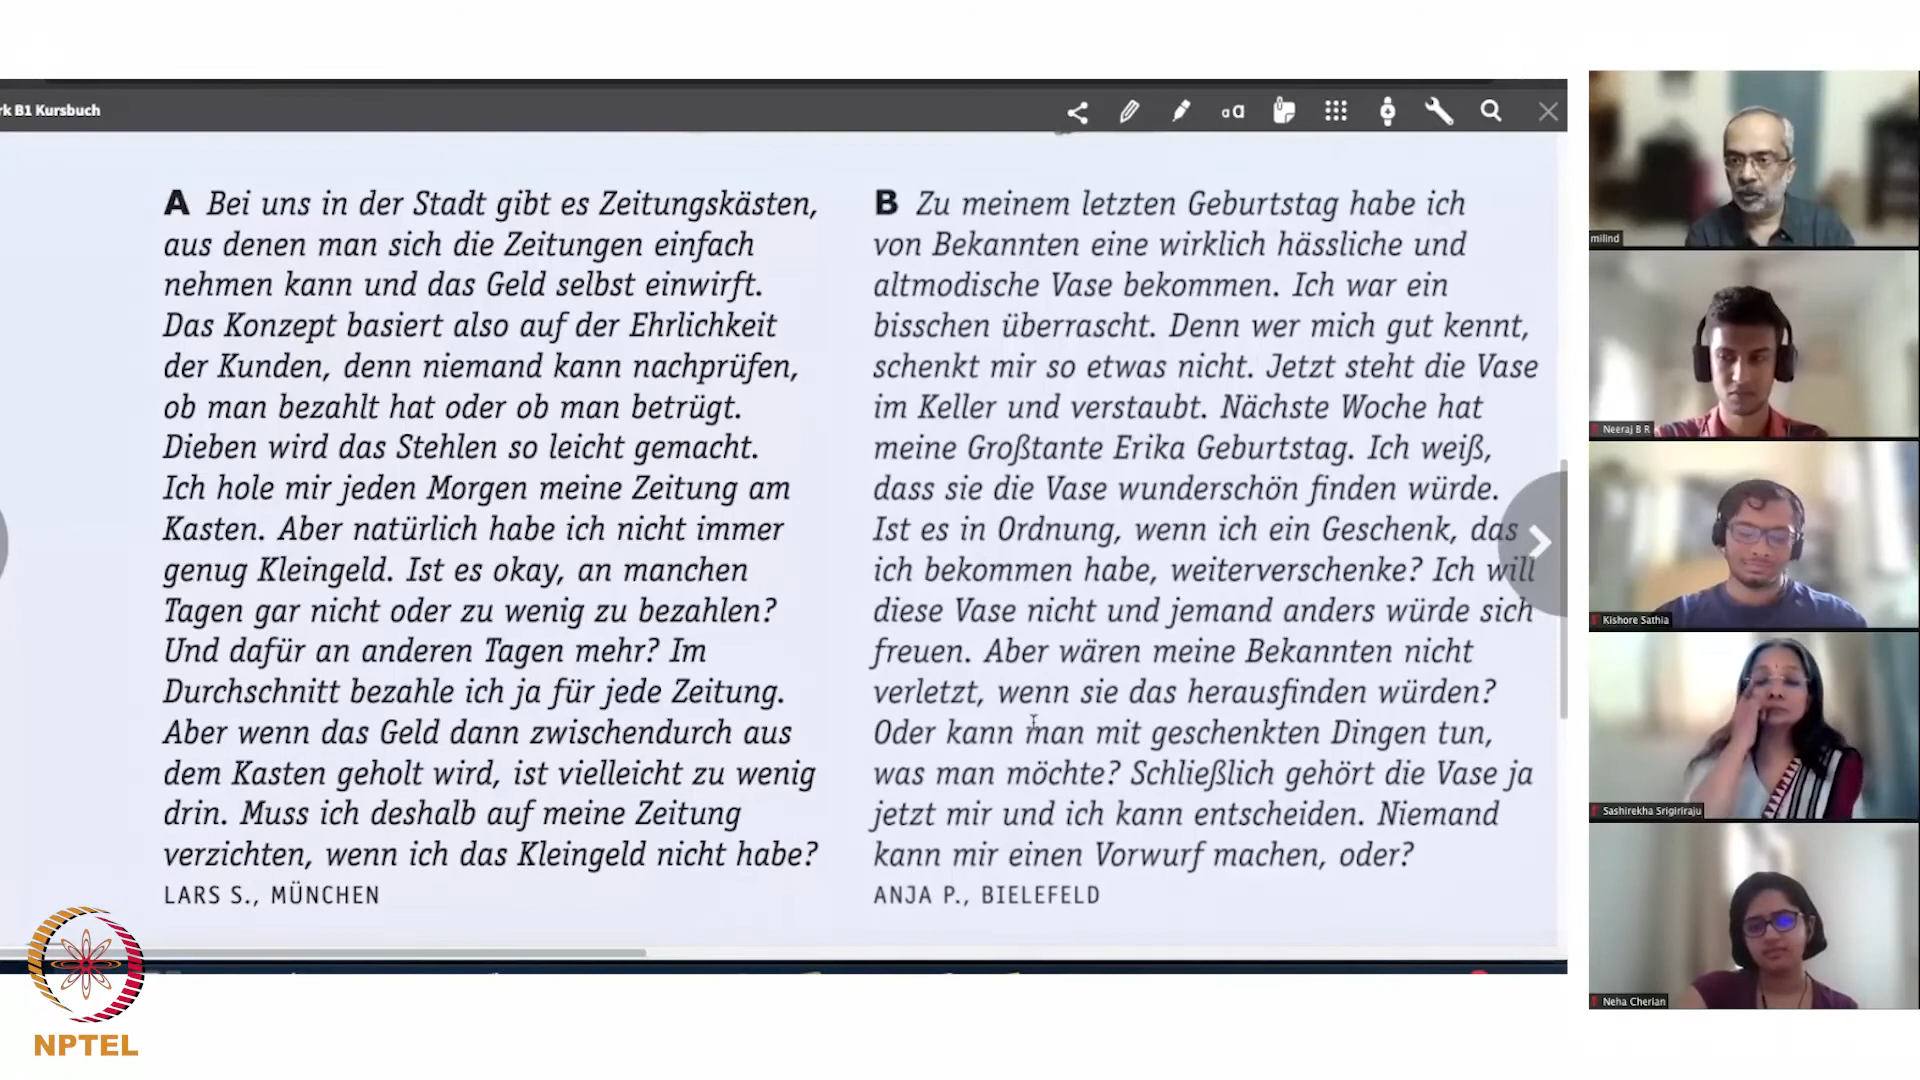 rk B1 Kursbuch
aa
A Bei uns in der Stadt gibt es Zeitungskästen,
aus denen man sich die Zeitungen einfach
nehmen kann und das Geld selbst einwirft.
Das Konzept basiert also auf der Ehrlichkeit
der Kunden, denn niemand kann nachprüfen,
ob man bezahlt hat oder ob man betrügt.
Dieben wird das Stehlen so leicht gemacht.
Ich hole mir jeden Morgen meine Zeitung am
Kasten. Aber natürlich habe ich nicht immer
genug Kleingeld. Ist es okay, an manchen
Tagen gar nicht oder zu wenig zu bezahlen?
Und dafür an anderen Tagen mehr? Im
Durchschnitt bezahle ich ja für jede Zeitung.
Aber wenn das Geld dann zwischendurch aus
dem Kasten geholt wird, ist vielleicht zu wenig
drin. Muss ich deshalb auf meine Zeitung
verzichten, wenn ich das Kleingeld nicht habe?
LARS S., MÜNCHEN
B Zu meinem letzten Geburtstag habe ich
von Bekannten eine wirklich hässliche und
altmodische Vase bekommen. Ich war ein
bisschen überrascht. Denn wer mich gut kennt,
schenkt mir so etwas nicht. Jetzt steht die Vase
im Keller und verstaubt. Nächste Woche hat
meine Großtante Erika Geburtstag. Ich weiß,
dass sie die Vase wunderschön finden würde.
Ist es in Ordnung, wenn ich ein Geschenk, das
ich bekommen habe, weiterverschenke? Ich will
diese Vase nicht und jemand anders würde sich
freuen. Aber wären meine Bekannten nicht
verletzt, wenn sie das herausfinden würden?
Oder kann man mit geschenkten Dingen tun,
was man möchte? Schließlich gehört die Vase ja
jetzt mir und ich kann entscheiden. Niemand
kann mir einen Vorwurf machen, oder?
ANJA P., BIELEFELD
milind
Neeraj B R
Kishore Sathia
Sashirekha Srigiriraju
Neha Cherian
NPTEL